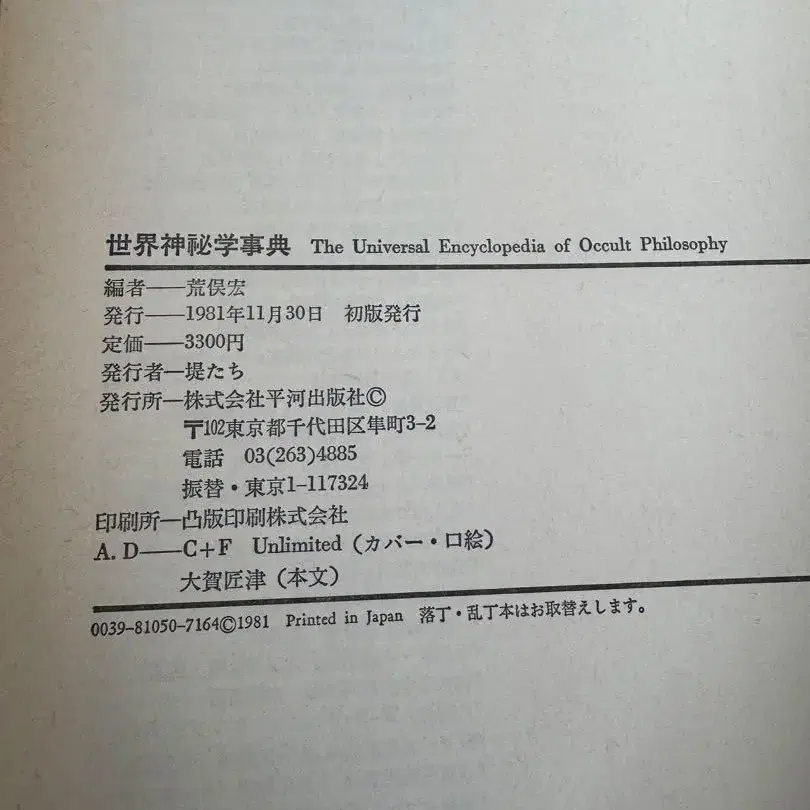 世界神祕学事典 The Universal Encyclopedia of Occult Philosophy
編者──荒俣宏
発行──1981年11月30日 初版発行
定価──3300円
発行者─堤たち
発行所─株式会社平河出版社©
〒102東京都千代田区隼町3-2
電話 03(263)4885
振替・東京1-117324
印刷所─凸版印刷株式会社
A. D──C+F Unlimited（カバー・口絵）
大賀匠津（本文）
0039-81050-7164©1981 Printed in Japan 落丁・乱丁本はお取替えします。